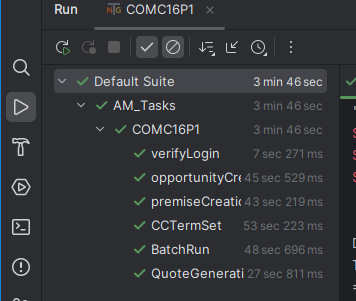 Run COMC16P1
Default Suite 3 min 46 sec
AM_Tasks 3 min 46 sec
COMC16P1 3 min 46 sec
verifyLogin 7 sec 271 ms
opportunityCre 45 sec 529 ms
premiseCreatio 43 sec 219 ms
CCTermSet 53 sec 223 ms
BatchRun 48 sec 696 ms
QuoteGenerati 27 sec 811 ms